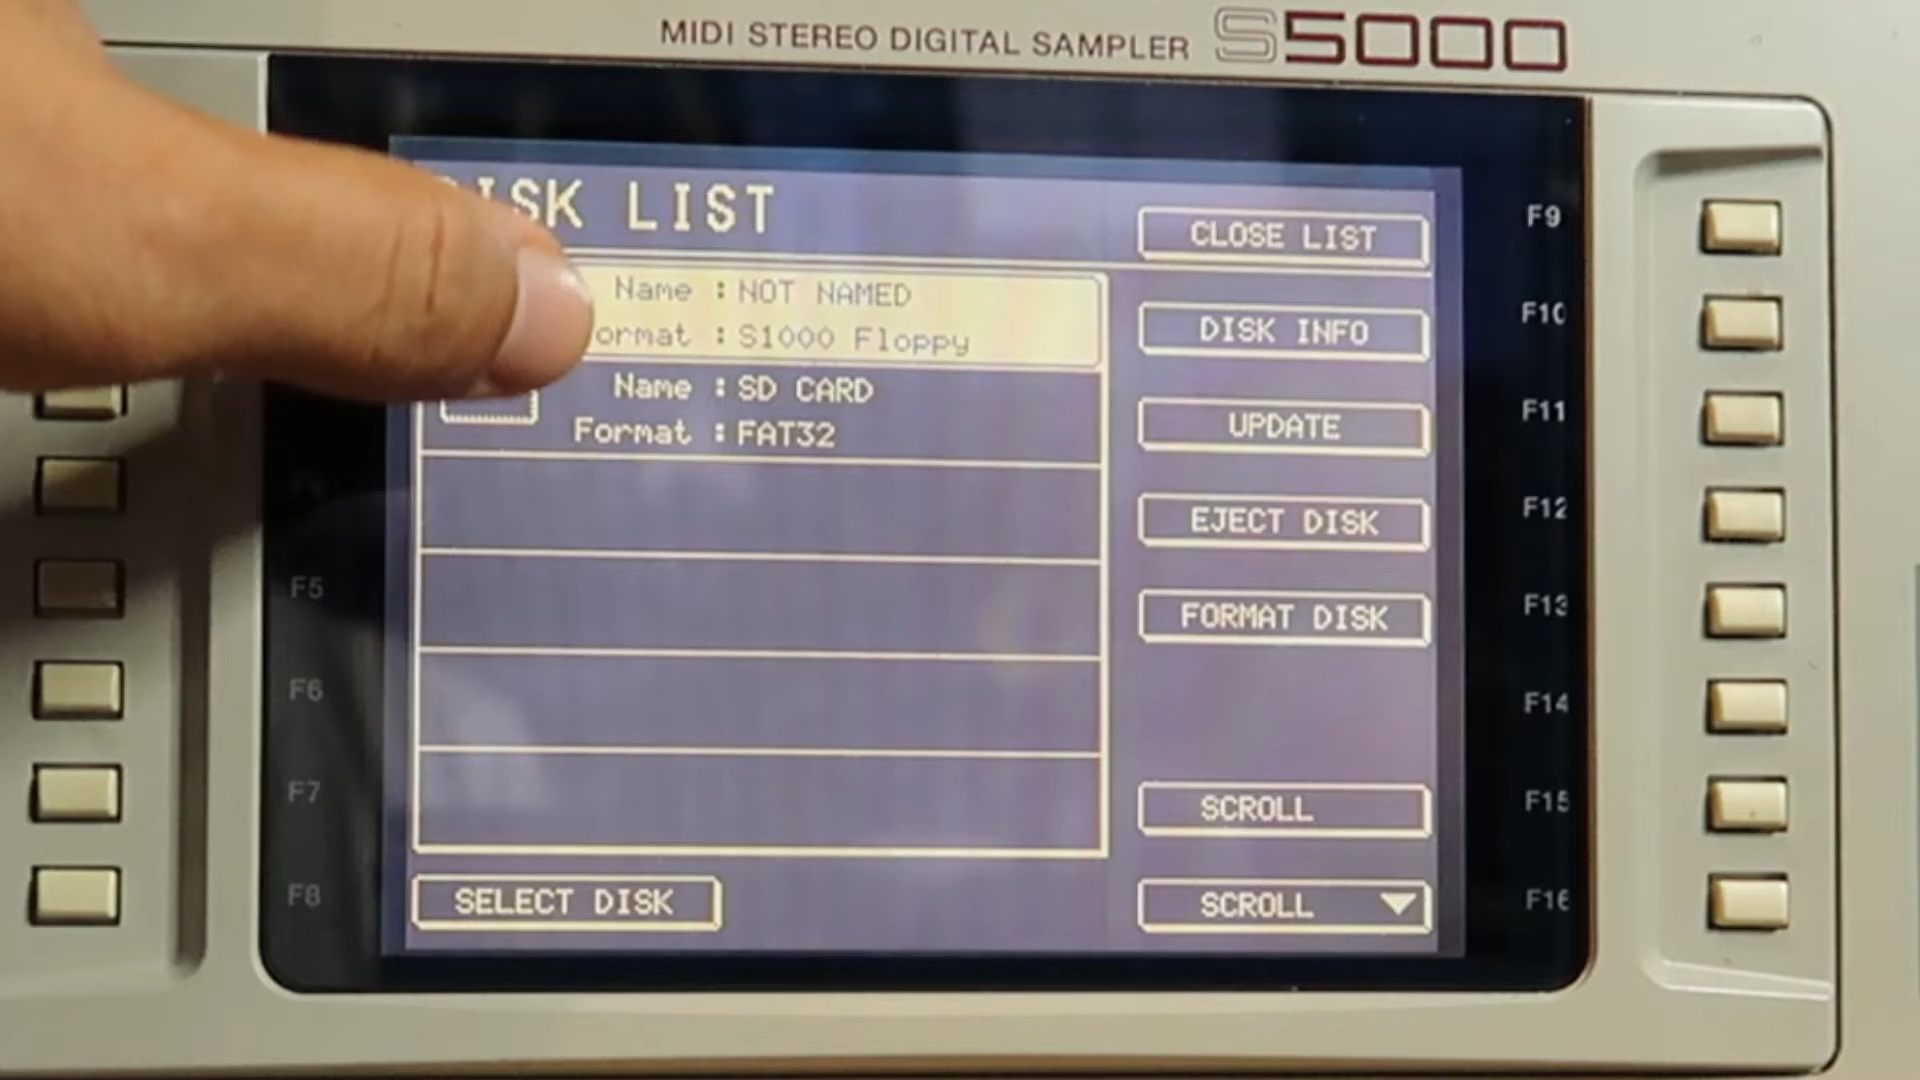 MIDI STEREO DIGITAL SAMPLER S5000
DISK LIST
CLOSE LIST
F9
Name : NOT NAMED
Format : S1000 Floppy
DISK INFO
F10
Name : SD CARD
Format : FAT32
UPDATE
F11
EJECT DISK
F12
F5
FORMAT DISK
F13
F6
F14
F7
SCROLL
F15
F8
SELECT DISK
SCROLL
F16